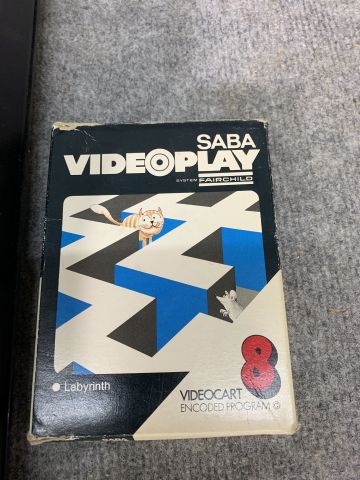 SABA
VIDEOPLAY
SYSTEM FAIRCHILD
Labyrinth
8
VIDEOCART
ENCODED PROGRAM ©